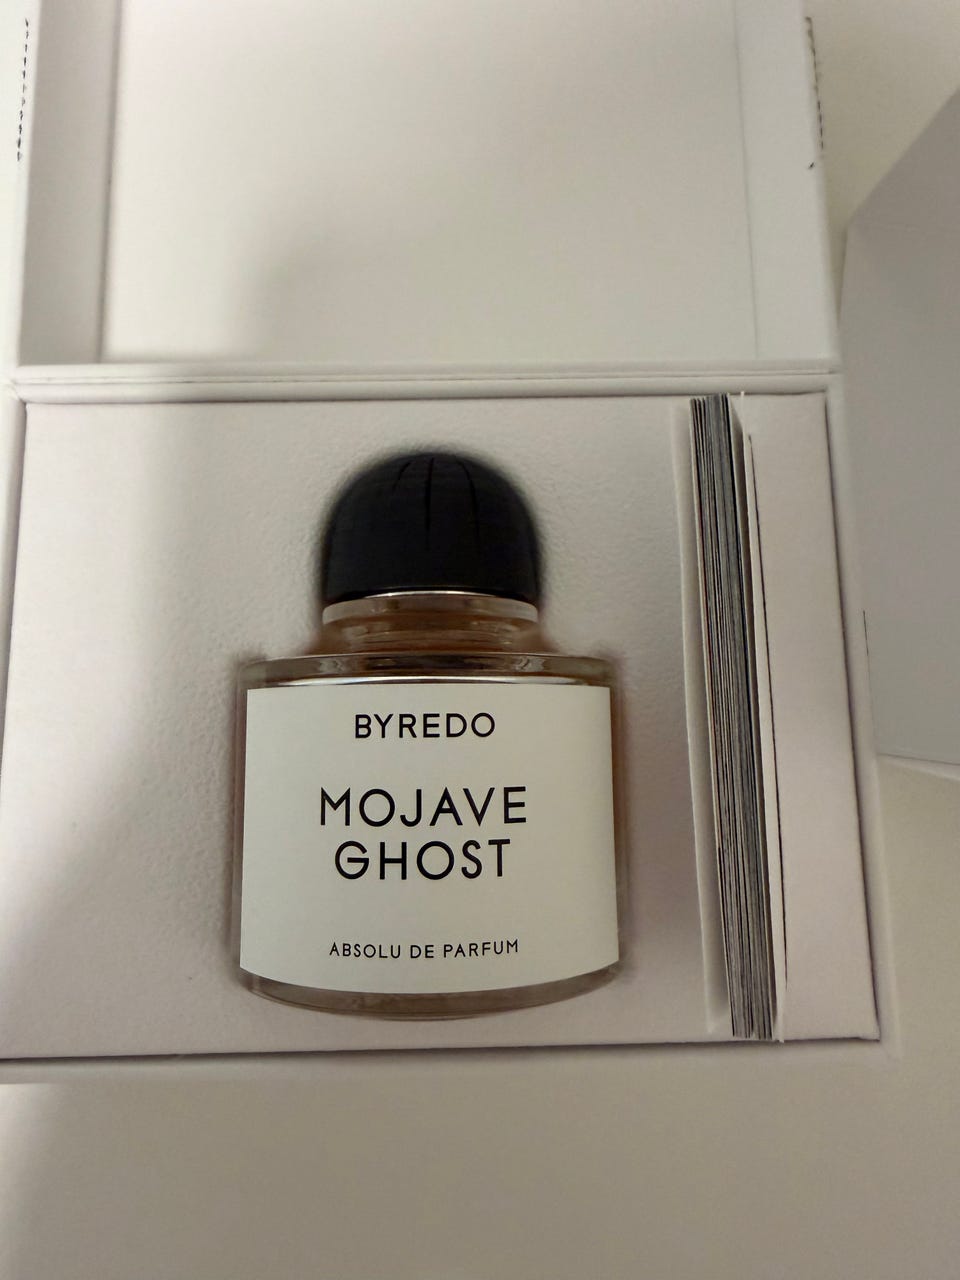 BYREDO
MOJAVE
GHOST
ABSOLU DE PARFUM